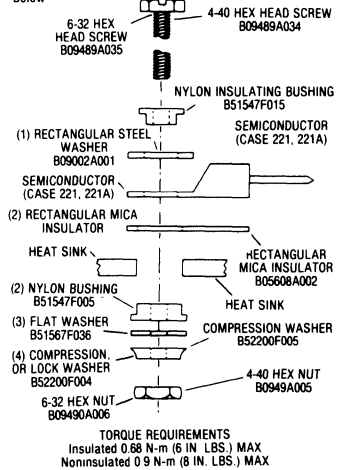 Below
6-32 HEX
HEAD SCREW
B09489A035
4-40 HEX HEAD SCREW
B09489A034
NYLON INSULATING BUSHING
B51547F015
(1) RECTANGULAR STEEL
WASHER
B09002A001
SEMICONDUCTOR
(CASE 221, 221A)
SEMICONDUCTOR
(CASE 221, 221A)
(2) RECTANGULAR MICA
INSULATOR
RECTANGULAR
MICA INSULATOR
B05608A002
HEAT SINK
HEAT SINK
(2) NYLON BUSHING
B51547F005
(3) FLAT WASHER
B51567F036
COMPRESSION WASHER
B52200F005
(4) COMPRESSION,
OR LOCK WASHER
B52200F004
4-40 HEX NUT
B0949A005
6-32 HEX NUT
B09490A006
TORQUE REQUIREMENTS
Insulated 0.68 N-m (6 IN. LBS.) MAX
Noninsulated 0 9 N-m (8 IN. LBS.) MAX